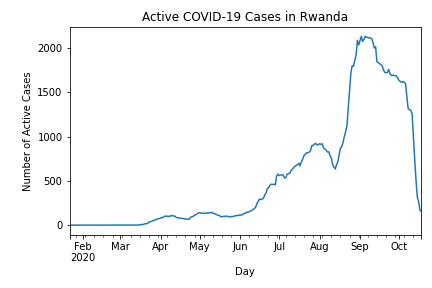 Active COVID-19 Cases in Rwanda
Number of Active Cases
2000
1500
1000
500
0
Feb Mar Apr May Jun Jul Aug Sep Oct
2020
Day